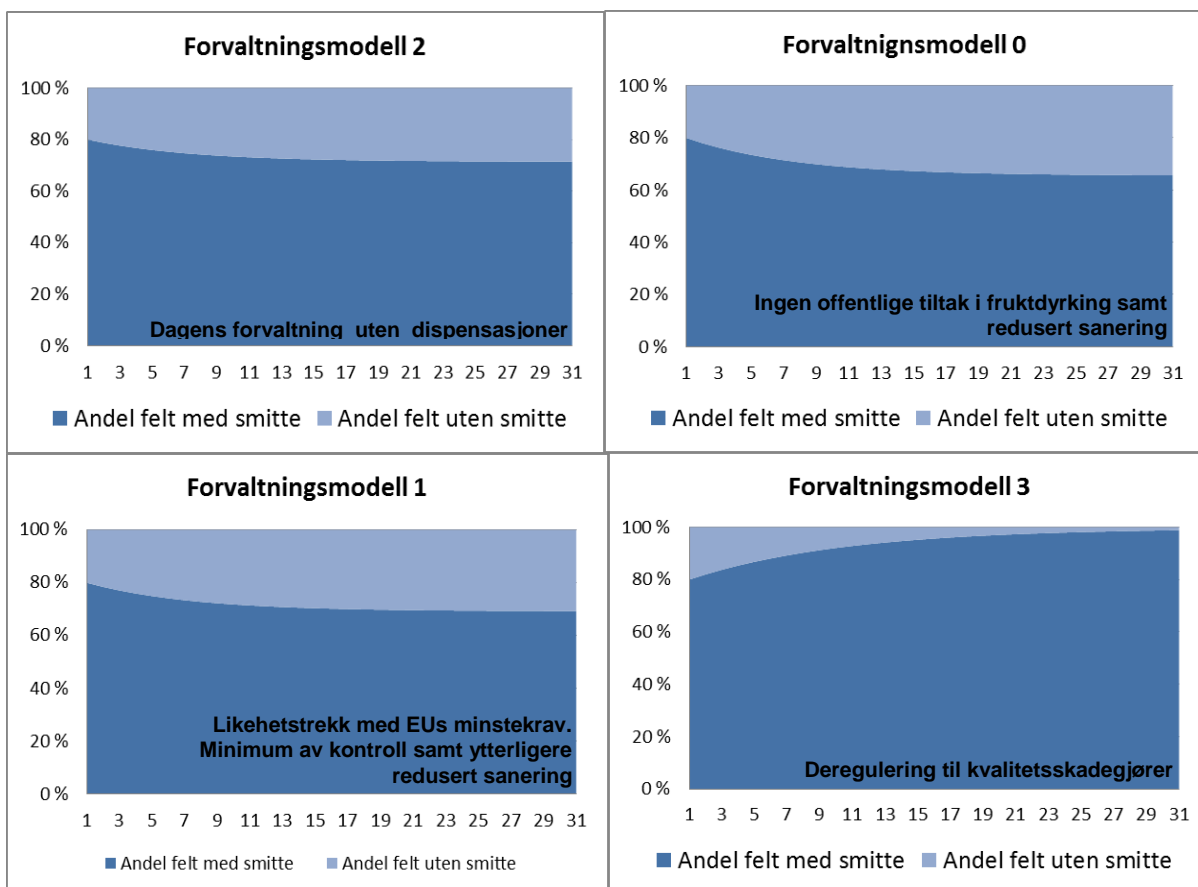 Forvaltningsmodell 2
100 %
80 %
60 %
40 %
20 %
0 %
Dagens forvaltning uten dispensasjoner
1 3 5 7 9 11 13 15 17 19 21 23 25 27 29 31
Andel felt med smitte Andel felt uten smitte
Forvaltnignsmodell 0
100 %
80 %
60 %
40 %
20 %
0 %
Ingen offentlige tiltak i fruktdyrking samt
redusert sanering
1 3 5 7 9 11 13 15 17 19 21 23 25 27 29 31
Andel felt med smitte Andel felt uten smitte
Forvaltningsmodell 1
100 %
80 %
60 %
40 %
20 %
0 %
Likehetstrekk med EUs minstekrav.
Minimum av kontroll samt ytterligere
redusert sanering
1 3 5 7 9 11 13 15 17 19 21 23 25 27 29 31
Andel felt med smitte Andel felt uten smitte
Forvaltningsmodell 3
100 %
80 %
60 %
40 %
20 %
0 %
Deregulering til kvalitetsskadegjører
1 3 5 7 9 11 13 15 17 19 21 23 25 27 29 31
Andel felt med smitte Andel felt uten smitte